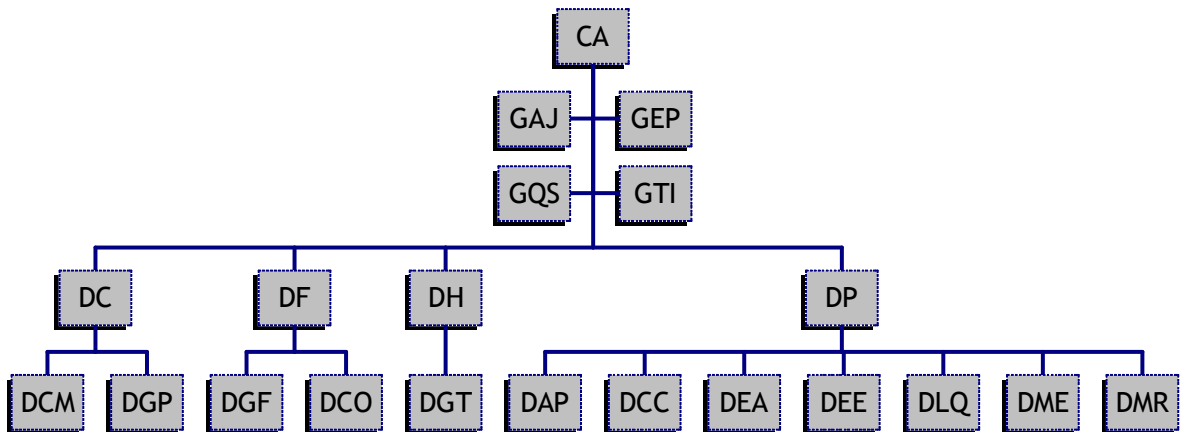 CA
GAJ GEP
GQS GTI
DC DF DH DP
DCM DGP DGF DCO DGT DAP DCC DEA DEE DLQ DME DMR